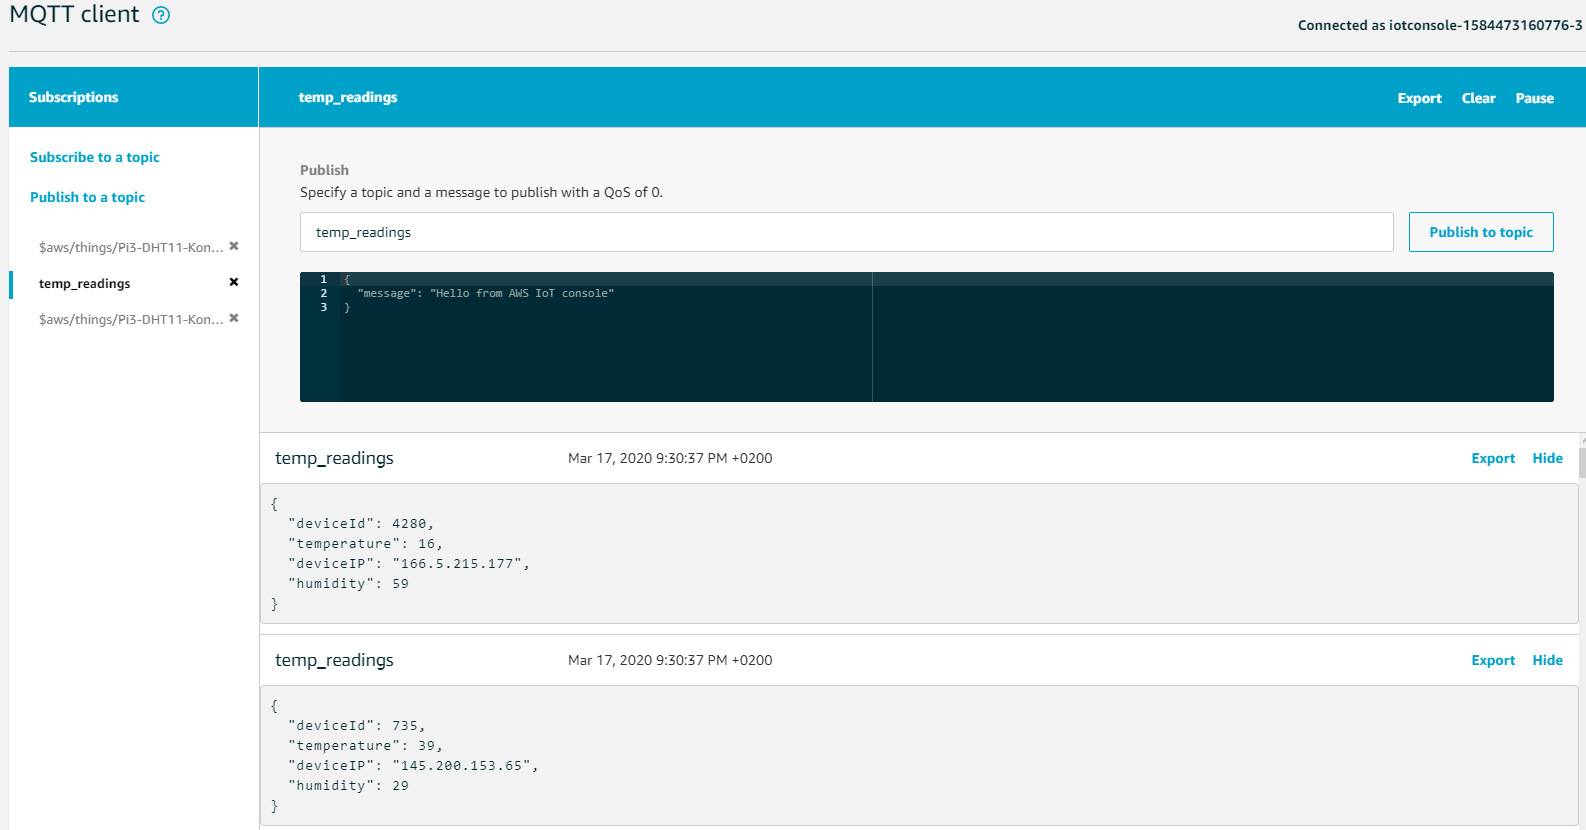 MQTT client ?
Connected as iotconsole-1584473160776-3
Subscriptions
temp_readings
Export Clear Pause
Subscribe to a topic
Publish to a topic
$aws/things/Pi3-DHT11-Kon...
temp_readings
$aws/things/Pi3-DHT11-Kon...
Publish
Specify a topic and a message to publish with a QoS of 0.
temp_readings
Publish to topic
1 {
2 "message": "Hello from AWS IoT console"
3 }
temp_readings Mar 17, 2020 9:30:37 PM +0200 Export Hide
{
"deviceId": 4280,
"temperature": 16,
"deviceIP": "166.5.215.177",
"humidity": 59
}
temp_readings Mar 17, 2020 9:30:37 PM +0200 Export Hide
{
"deviceId": 735,
"temperature": 39,
"deviceIP": "145.200.153.65",
"humidity": 29
}